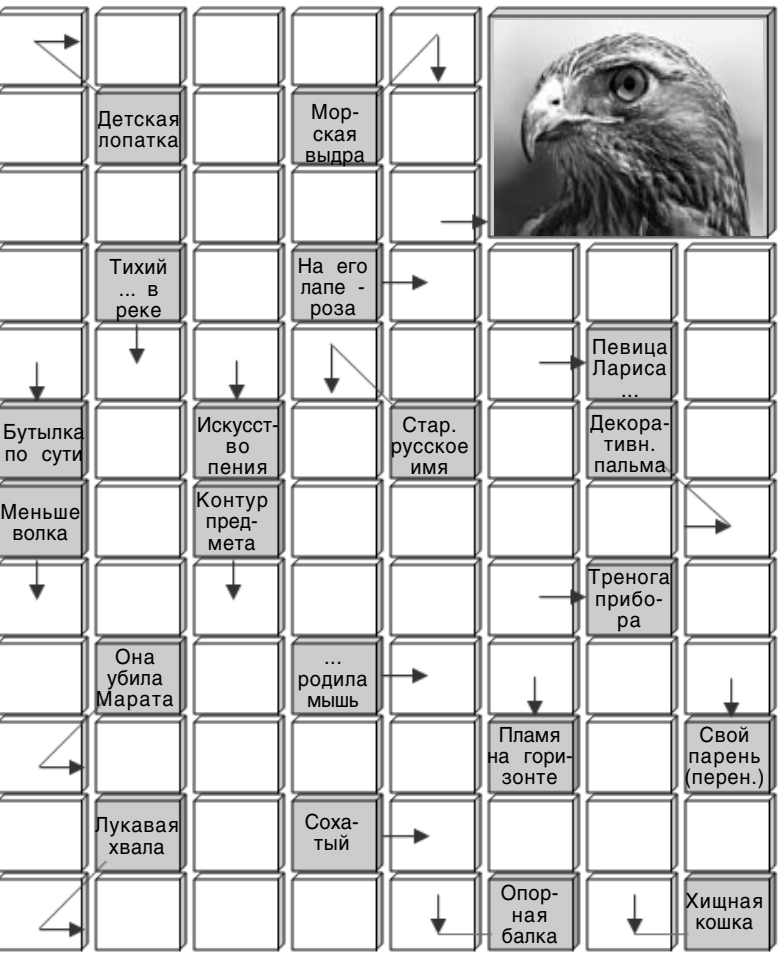 Детская
лопатка
Мор-
ская
выдра
Тихий
... в
реке
На его
лапе -
роза
Певица
Лариса
...
Бутылка
по сути
Искусст-
во
пения
Стар.
русское
имя
Декора-
тивн.
пальма
Меньше
волка
Контур
пред-
мета
Тренога
прибо-
ра
Она
убила
Марата
...
родила
мышь
Пламя
на гори-
зонте
Свой
парень
(перен.)
Лукавая
хвала
Соха-
тый
Опор-
ная
балка
Хищная
кошка